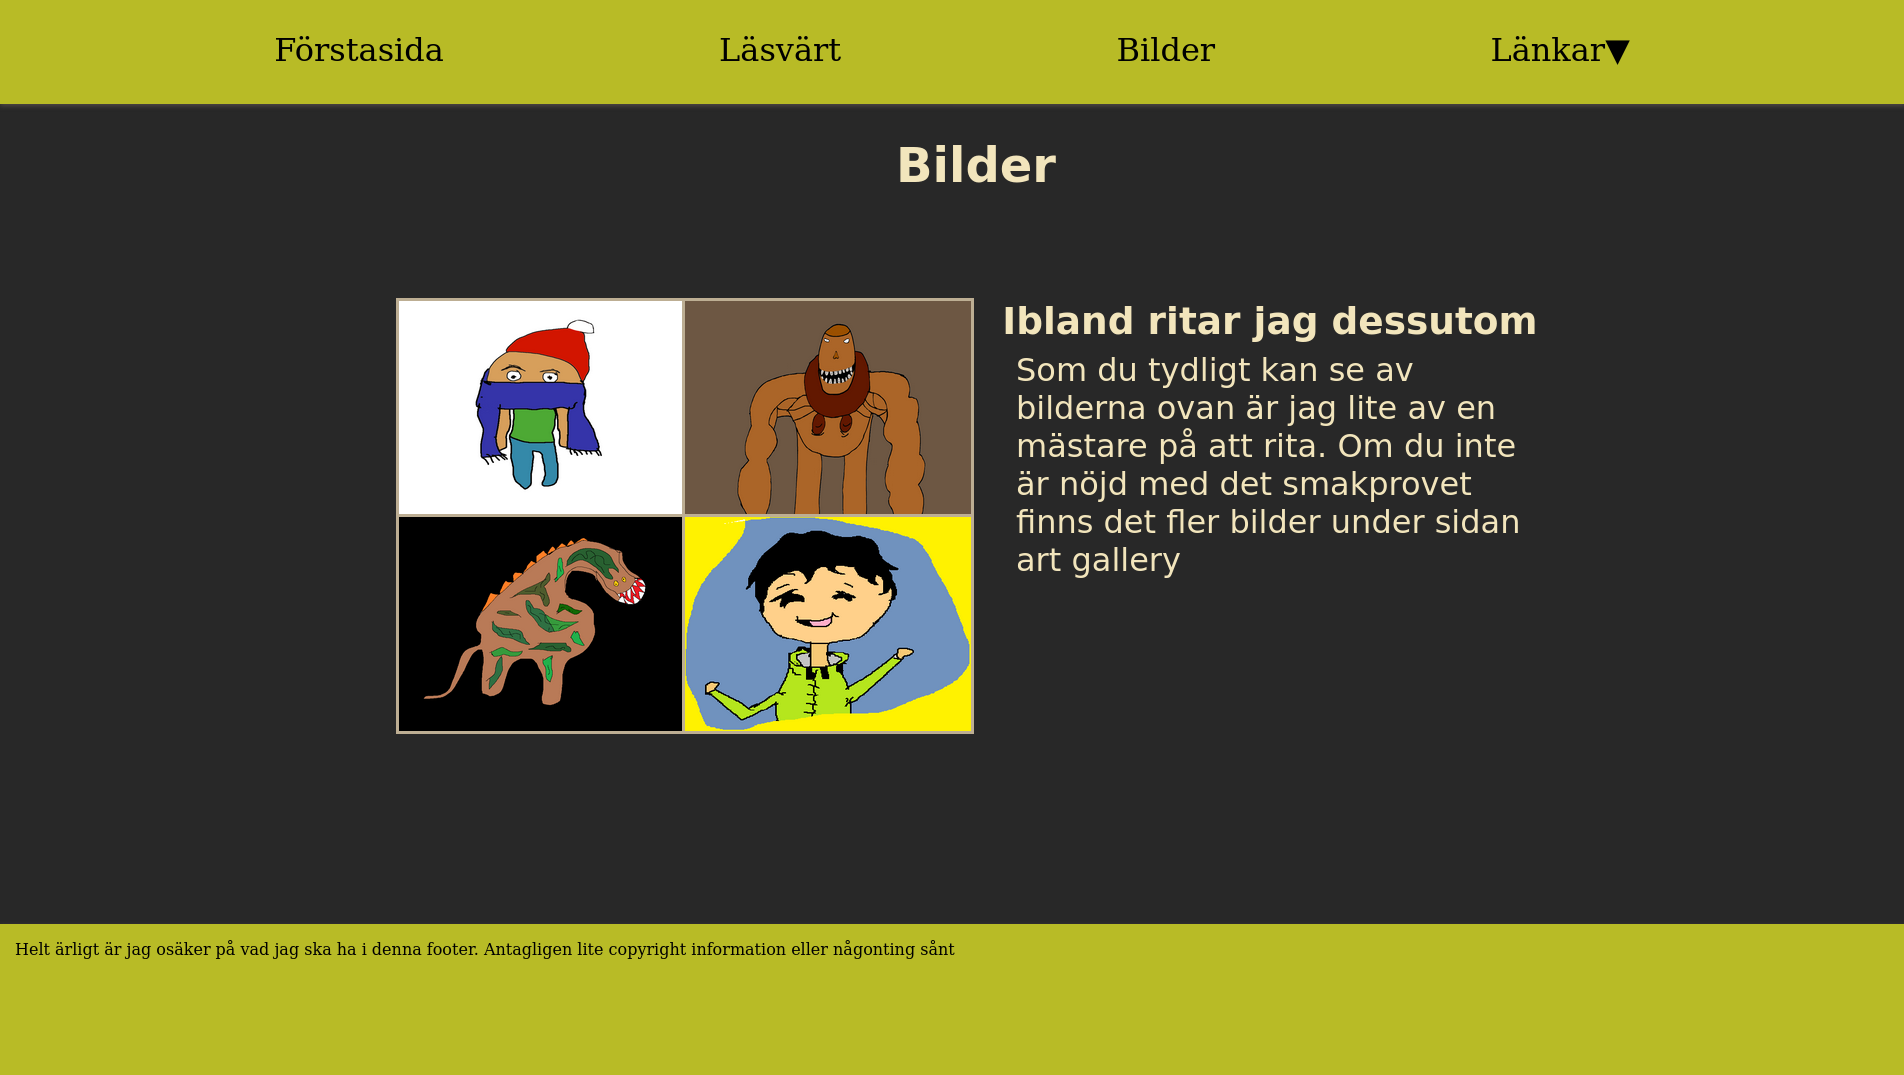 Förstasida Läsvärt Bilder Länkar▼
Bilder
Ibland ritar jag dessutom
Som du tydligt kan se av
bilderna ovan är jag lite av en
mästare på att rita. Om du inte
är nöjd med det smakprovet
finns det fler bilder under sidan
art gallery
Helt ärligt är jag osäker på vad jag ska ha i denna footer. Antagligen lite copyright information eller någonting sånt